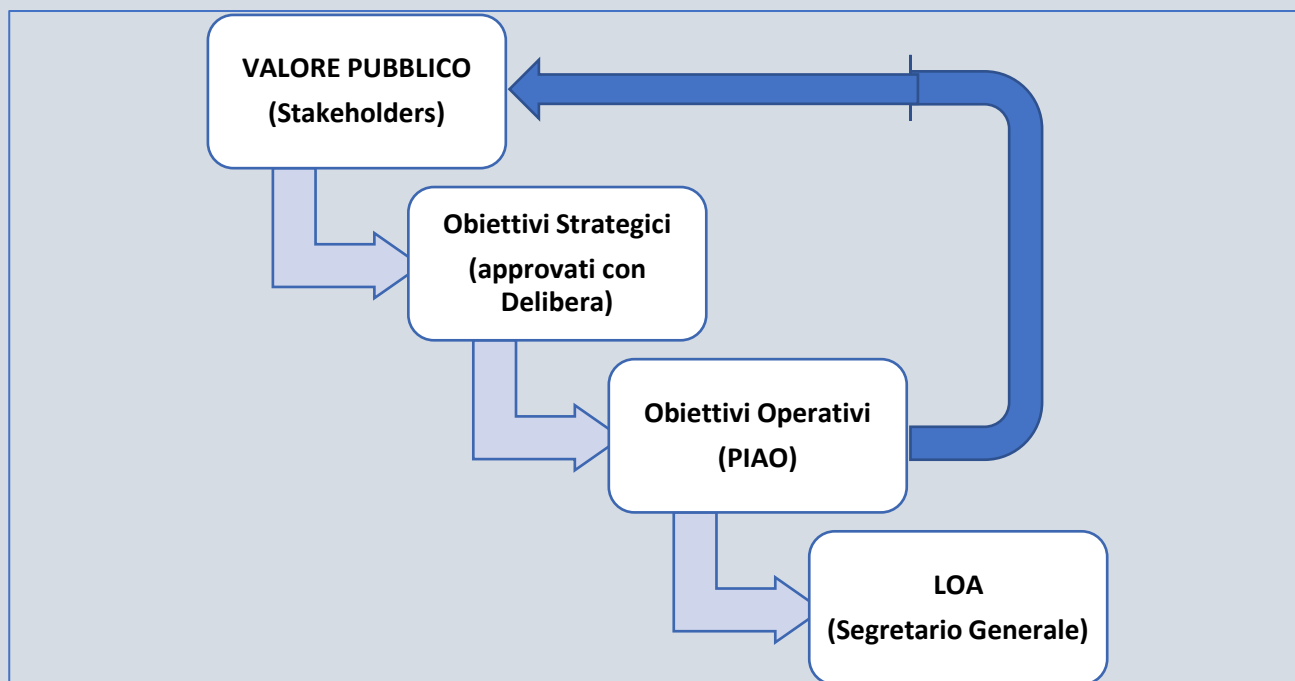 VALORE PUBBLICO
(Stakeholders)
Obiettivi Strategici
(approvati con
Delibera)
Obiettivi Operativi
(PIAO)
LOA
(Segretario Generale)